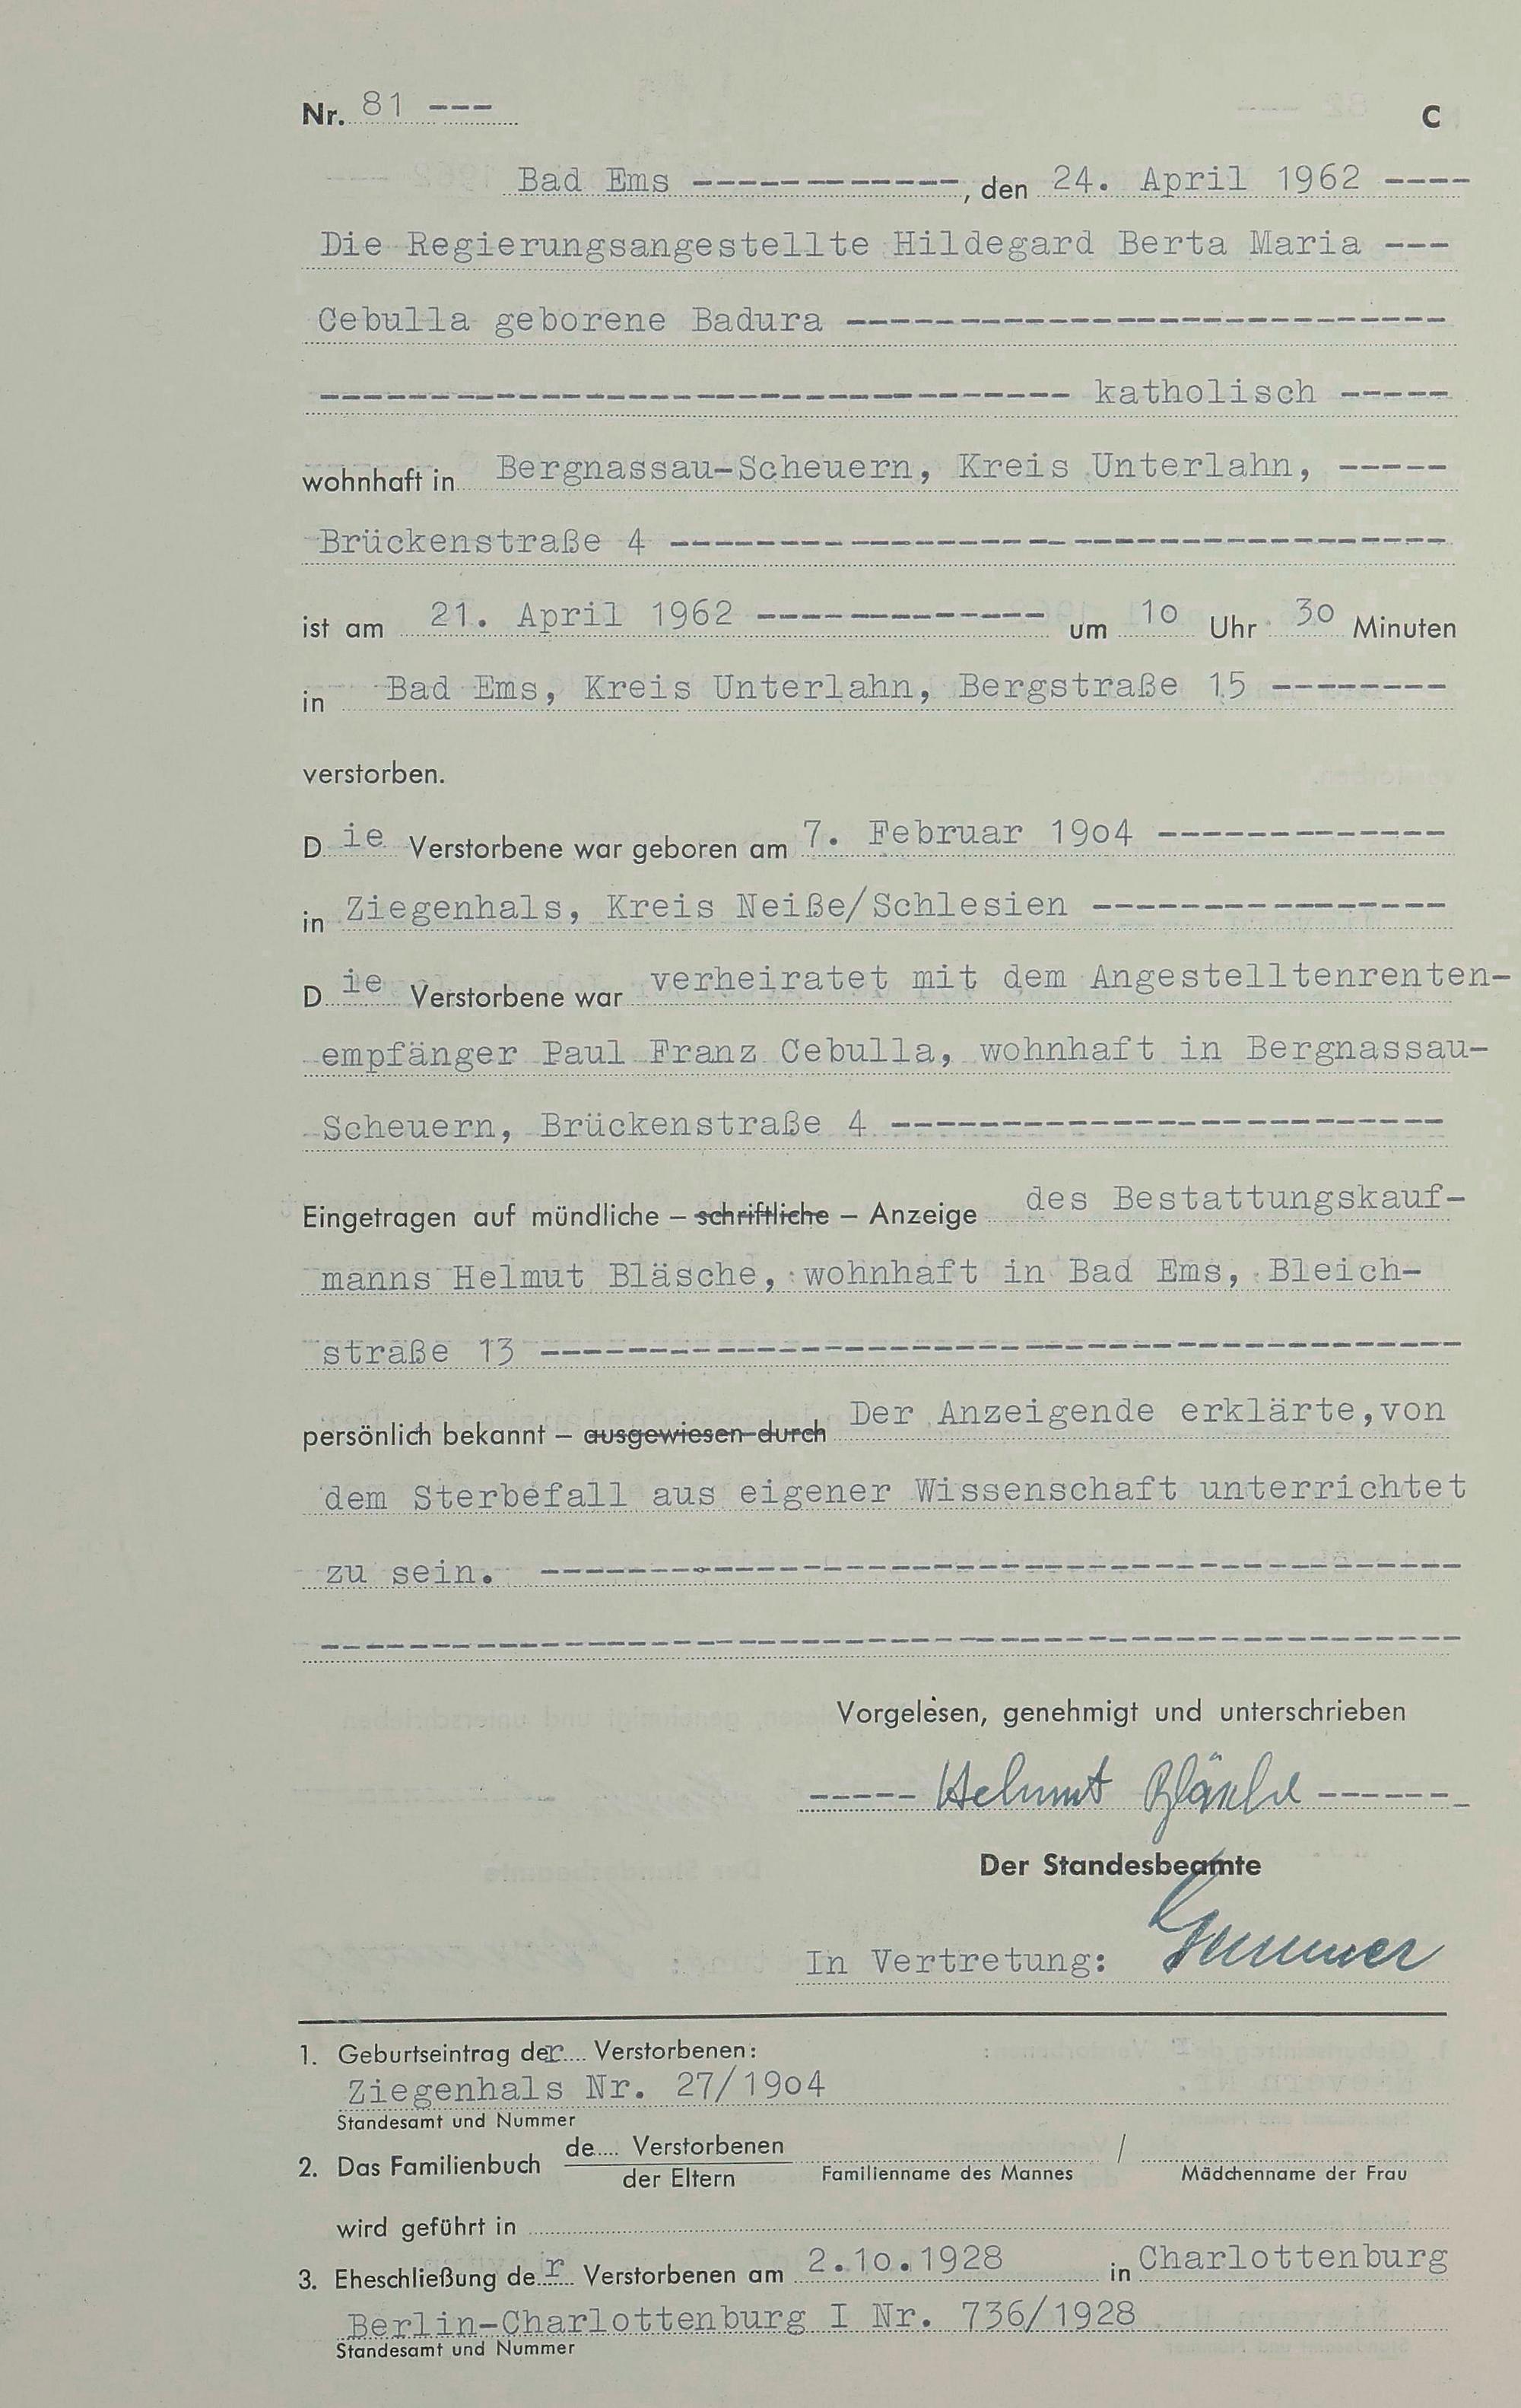 Nr. 81 --- C
Bad Ems ------------, den 24. April 1962 ----
Die Regierungsangestellte Hildegard Berta Maria ---
Cebulla geborene Badura ---------------------------
---------------------------------- katholisch -----
wohnhaft in Bergnassau-Scheuern, Kreis Unterlahn, -----
Brückenstraße 4 -----------------------------------
ist am 21. April 1962 ------------- um 1o Uhr 3o Minuten
in Bad Ems, Kreis Unterlahn, Bergstraße 15 --------
verstorben.
Die Verstorbene war geboren am 7. Februar 19o4 -------------
in Ziegenhals, Kreis Neiße/Schlesien ----------------
Die Verstorbene war verheiratet mit dem Angestelltenrenten-
empfänger Paul Franz Cebulla, wohnhaft in Bergnassau-
Scheuern, Brückenstraße 4 -------------------------
Eingetragen auf mündliche – schriftliche – Anzeige des Bestattungskauf-
manns Helmut Bläsche, wohnhaft in Bad Ems, Bleich-
straße 13 ------------------------------------------
persönlich bekannt – ausgewiesen durch Der Anzeigende erklärte,von
dem Sterbefall aus eigener Wissenschaft unterrichtet
zu sein. ------------------------------------------
----------------------------------------------------
Vorgelesen, genehmigt und unterschrieben
----- Helmut Bläsche -------
Der Standesbeamte
In Vertretung:
1. Geburtseintrag der Verstorbenen:
Ziegenhals Nr. 27/19o4
Standesamt und Nummer
2. Das Familienbuch de.... Verstorbenen /
der Eltern Familienname des Mannes Mädchenname der Frau
wird geführt in
3. Eheschließung der Verstorbenen am 2.1o.1928 in Charlottenburg
Berlin-Charlottenburg I Nr. 736/1928
Standesamt und Nummer